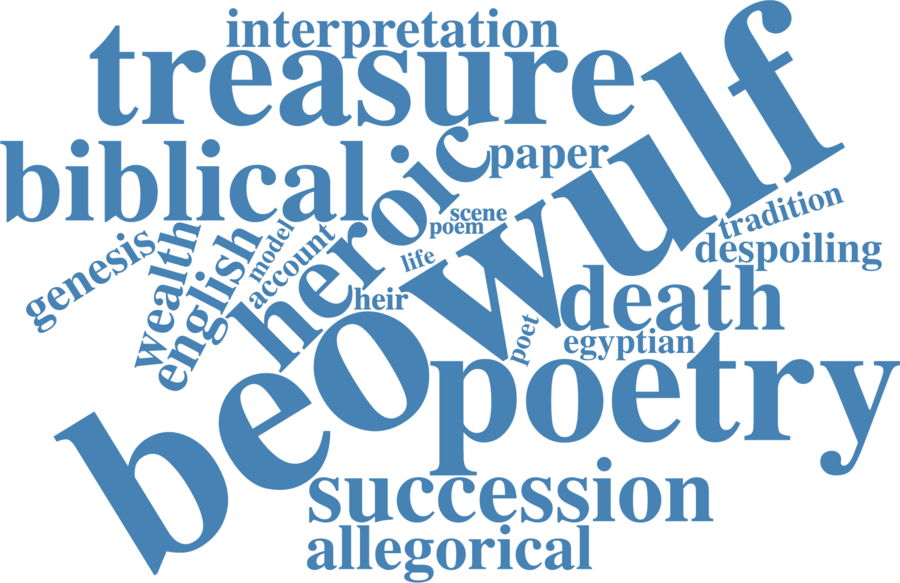 interpretation
treasure
beowulf
biblical
heroic
paper
scene
poem
tradition
despoiling
genesis
wealth
english
model
account
life
heir
death
poet
egyptian
poetry
succession
allegorical